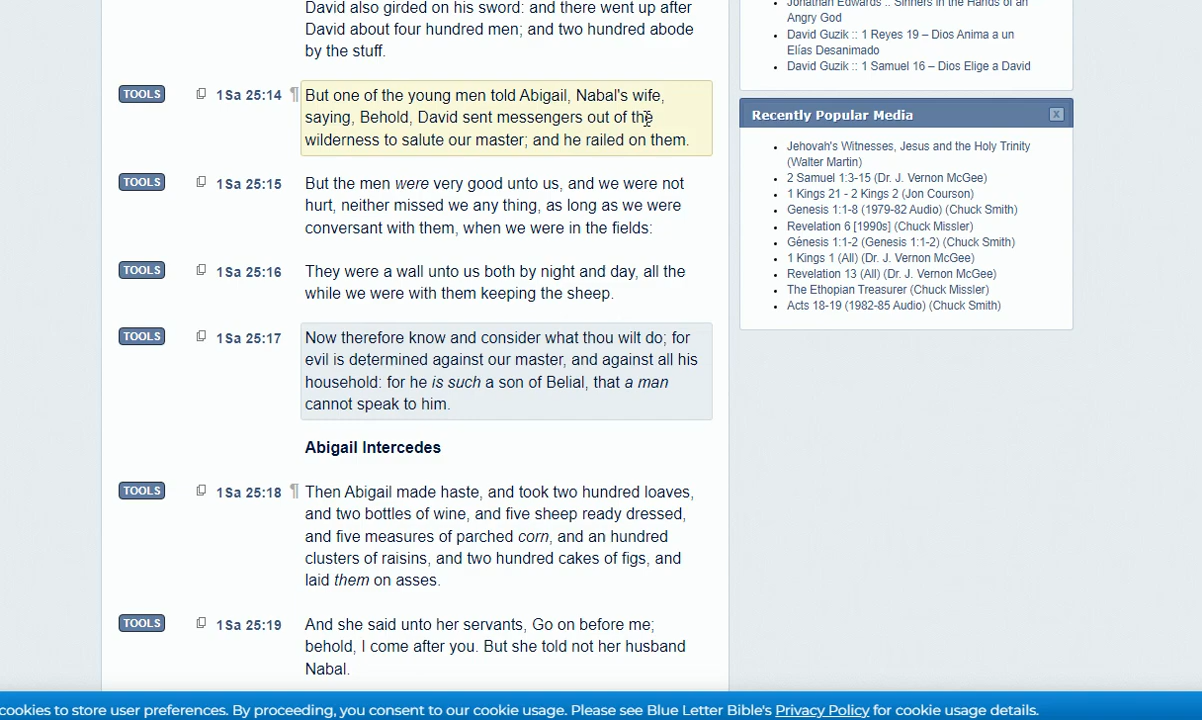 David also girded on his sword: and there went up after
David about four hundred men; and two hundred abode
by the stuff.
TOOLS 1Sa 25:14 ¶ But one of the young men told Abigail, Nabal's wife,
saying, Behold, David sent messengers out of the
wilderness to salute our master; and he railed on them.
TOOLS 1Sa 25:15 But the men were very good unto us, and we were not
hurt, neither missed we any thing, as long as we were
conversant with them, when we were in the fields:
TOOLS 1Sa 25:16 They were a wall unto us both by night and day, all the
while we were with them keeping the sheep.
TOOLS 1Sa 25:17 Now therefore know and consider what thou wilt do; for
evil is determined against our master, and against all his
household: for he is such a son of Belial, that a man
cannot speak to him.
Abigail Intercedes
TOOLS 1Sa 25:18 ¶ Then Abigail made haste, and took two hundred loaves,
and two bottles of wine, and five sheep ready dressed,
and five measures of parched corn, and an hundred
clusters of raisins, and two hundred cakes of figs, and
laid them on asses.
TOOLS 1Sa 25:19 And she said unto her servants, Go on before me;
behold, I come after you. But she told not her husband
Nabal.
Jonathan Edwards :: Sinners in the Hands of an
Angry God
David Guzik :: 1 Reyes 19 – Dios Anima a un
Elías Desanimado
David Guzik :: 1 Samuel 16 – Dios Elige a David
Recently Popular Media x
Jehovah's Witnesses, Jesus and the Holy Trinity
(Walter Martin)
2 Samuel 1:3-15 (Dr. J. Vernon McGee)
1 Kings 21 - 2 Kings 2 (Jon Courson)
Genesis 1:1-8 (1979-82 Audio) (Chuck Smith)
Revelation 6 [1990s] (Chuck Missler)
Génesis 1:1-2 (Genesis 1:1-2) (Chuck Smith)
1 Kings 1 (All) (Dr. J. Vernon McGee)
Revelation 13 (All) (Dr. J. Vernon McGee)
The Ethopian Treasurer (Chuck Missler)
Acts 18-19 (1982-85 Audio) (Chuck Smith)
cookies to store user preferences. By proceeding, you consent to our cookie usage. Please see Blue Letter Bible's Privacy Policy for cookie usage details.